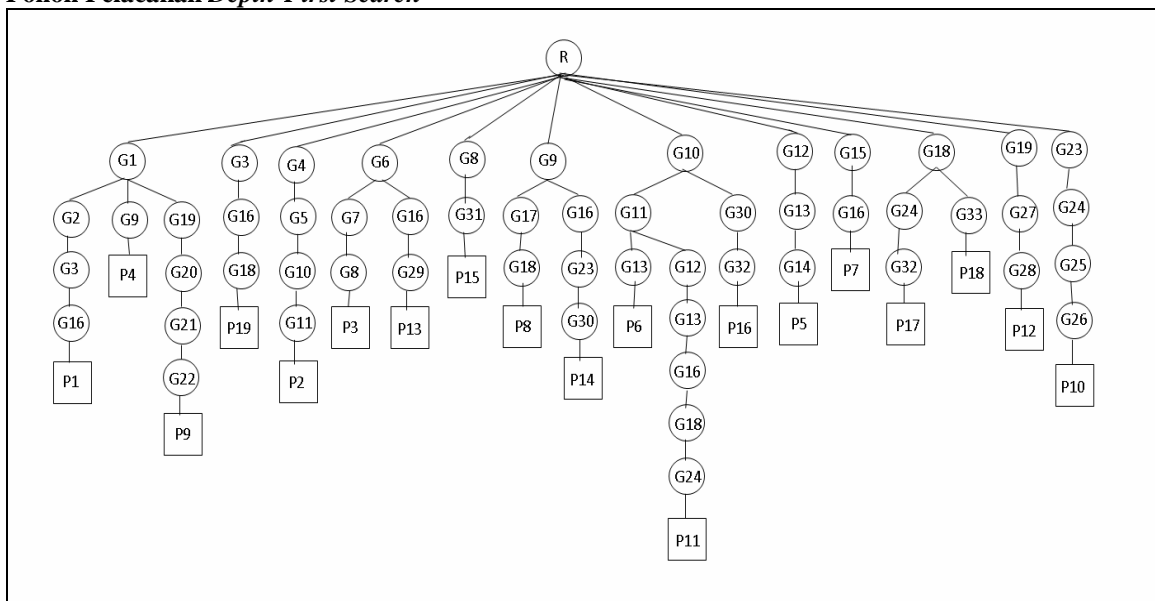 Pohon Pelacakan Depth-First Search
R
G1 G3 G4 G6 G8 G9 G10 G12 G15 G18 G19 G23
G2 G9 G19 G16 G5 G7 G16 G31 G17 G16 G11 G30 G13 G16 G24 G33 G27 G24
G3 P4 G20 G18 G10 G8 G29 P15 G18 G23 G13 G12 G32 G14 P7 G32 P18 G28 G25
G16 G21 P19 G11 P3 P13 P8 G30 P6 G13 P16 P5 P17 P12 G26
P1 G22 P2 P14 G16 P10
P9 G18
G24
P11